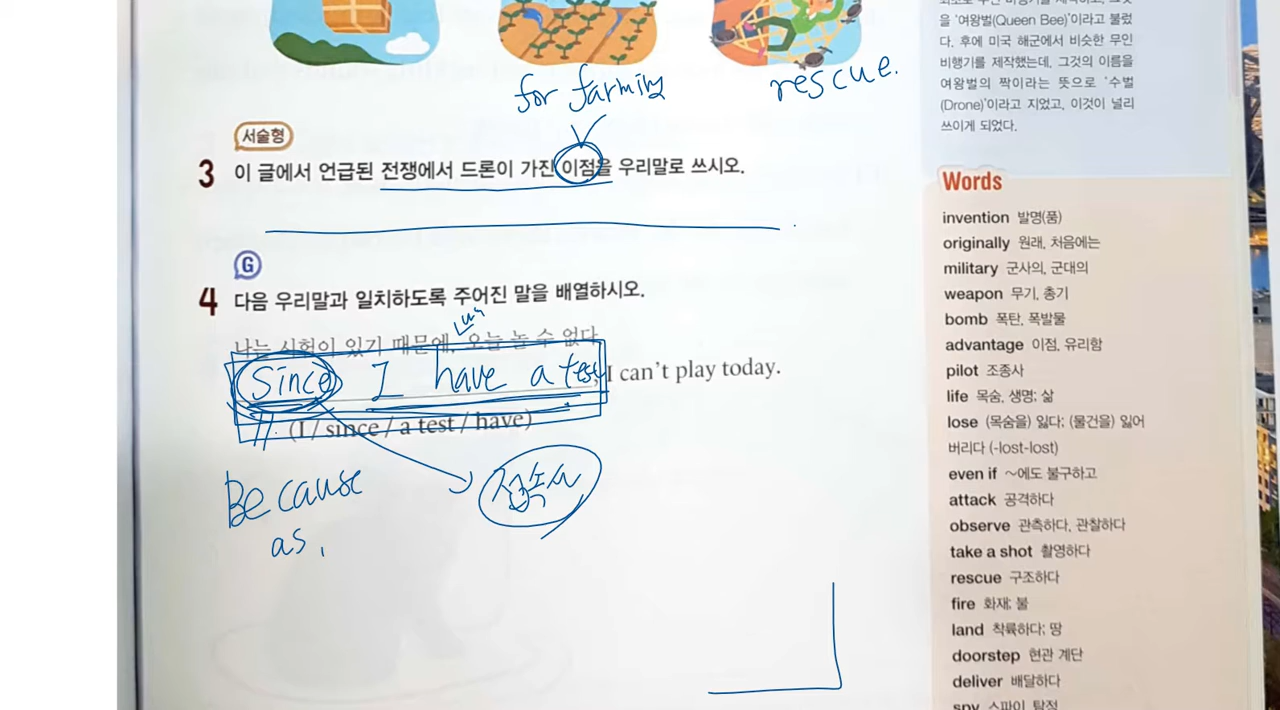 for farming
rescue.
서술형
3 이 글에서 언급된 전쟁에서 드론이 가진 이점을 우리말로 쓰시오.
G
4 다음 우리말과 일치하도록 주어진 말을 배열하시오.
나는 시험이 있기 때문에, 오늘 놀 수 없다.
Since I have a test, I can't play today.
(I / since / a test / have)
Because
as,
접속사
을 '여왕벌(Queen Bee)'이라고 불렀
다. 후에 미국 해군에서 비슷한 무인
비행기를 제작했는데, 그것의 이름을
여왕벌의 짝이라는 뜻으로 '수벌
(Drone)'이라고 지었고, 이것이 널리
쓰이게 되었다.
Words
invention 발명(품)
originally 원래, 처음에는
military 군사의, 군대의
weapon 무기, 총기
bomb 폭탄, 폭발물
advantage 이점, 유리함
pilot 조종사
life 목숨, 생명; 삶
lose (목숨을) 잃다; (물건을) 잃어
버리다 (-lost-lost)
even if ~에도 불구하고
attack 공격하다
observe 관측하다, 관찰하다
take a shot 촬영하다
rescue 구조하다
fire 화재; 불
land 착륙하다; 땅
doorstep 현관 계단
deliver 배달하다
spy 스파이, 탐정